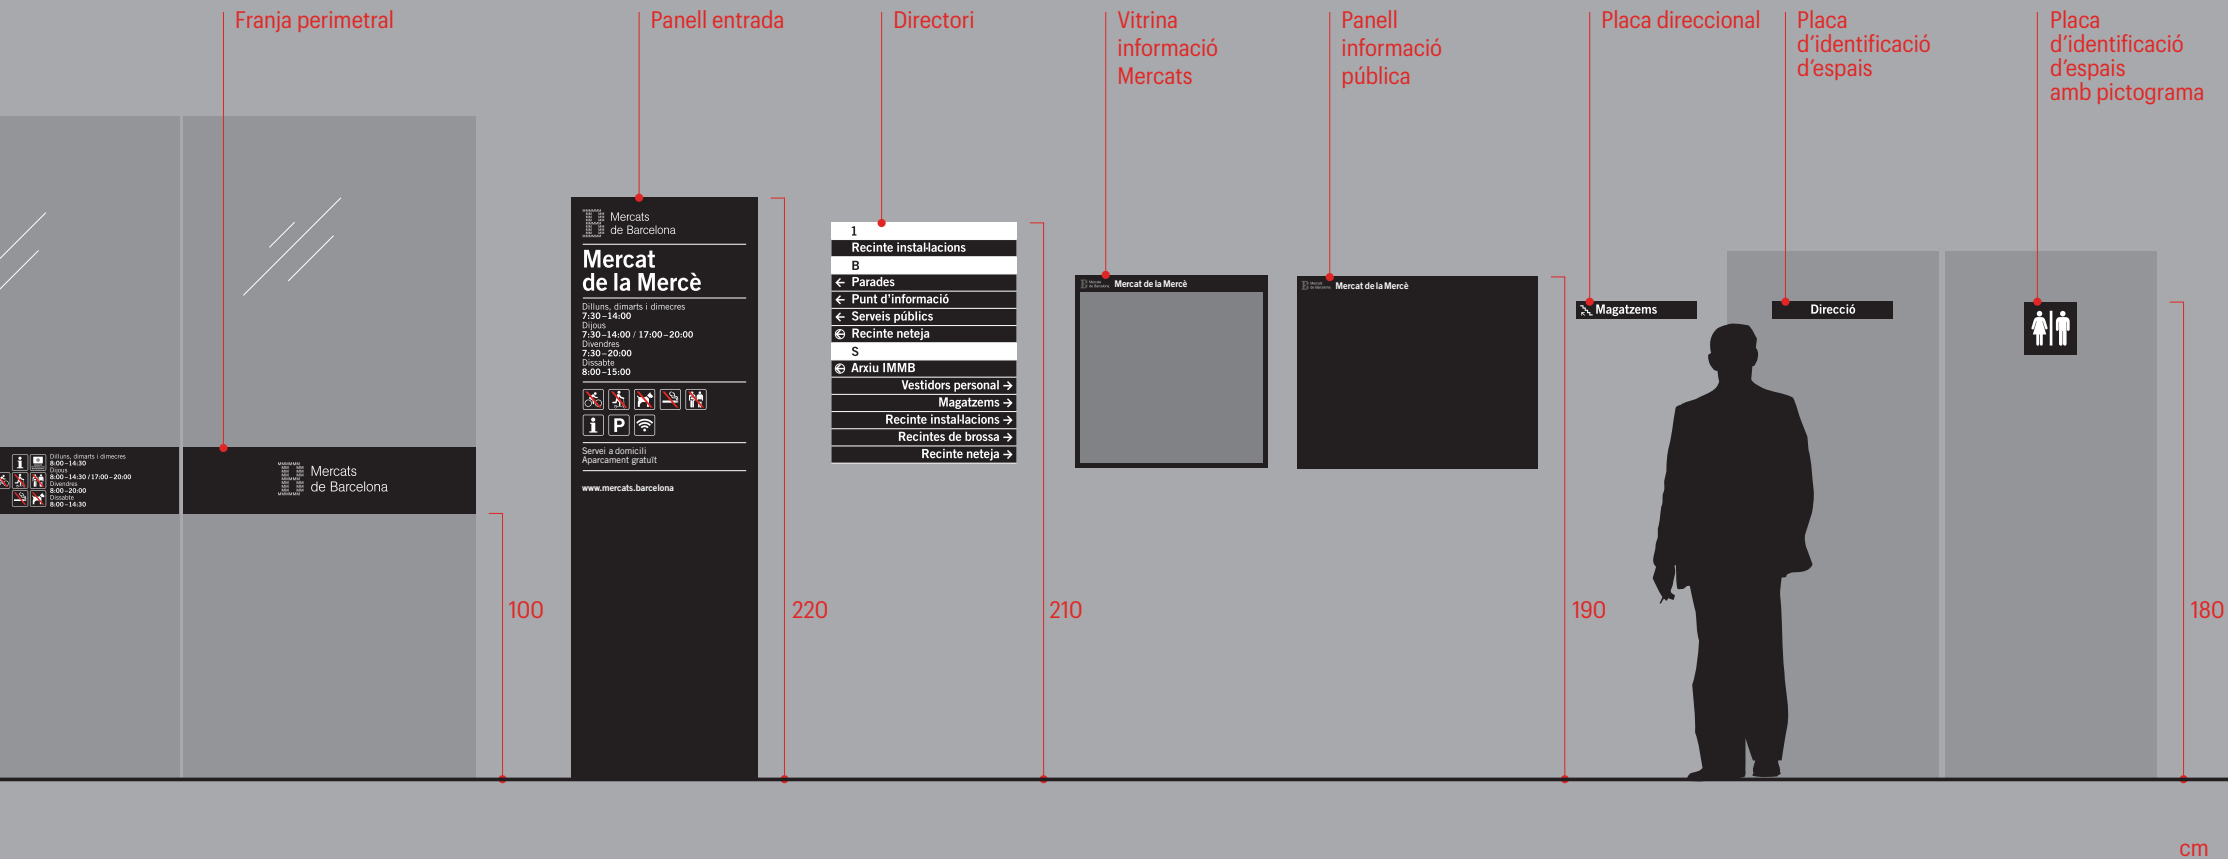 Franja perimetral
Panell entrada
Directori
Vitrina
informació
Mercats
Panell
informació
pública
Placa direccional
Placa
d'identificació
d'espais
Placa
d'identificació
d'espais
amb pictograma
Dilluns, dimarts i dimecres
8:00–14:30
Dijous
8:00–14:30 / 17:00–20:00
Divendres
8:00–20:00
Dissabte
8:00–14:30
Mercats
de Barcelona
100
Mercats
de Barcelona
Mercat
de la Mercè
Dilluns, dimarts i dimecres
7:30–14:00
Dijous
7:30–14:00 / 17:00–20:00
Divendres
7:30–20:00
Dissabte
8:00–15:00
i P
Servei a domicili
Aparcament gratuït
www.mercats.barcelona
220
1
Recinte instal·lacions
B
← Parades
← Punt d'informació
← Serveis públics
Recinte neteja
S
Arxiu IMMB
Vestidors personal →
Magatzems →
Recinte instal·lacions →
Recintes de brossa →
Recinte neteja →
210
Mercats
de Barcelona
Mercat de la Mercè
Mercats
de Barcelona
Mercat de la Mercè
190
Magatzems
Direcció
180
cm